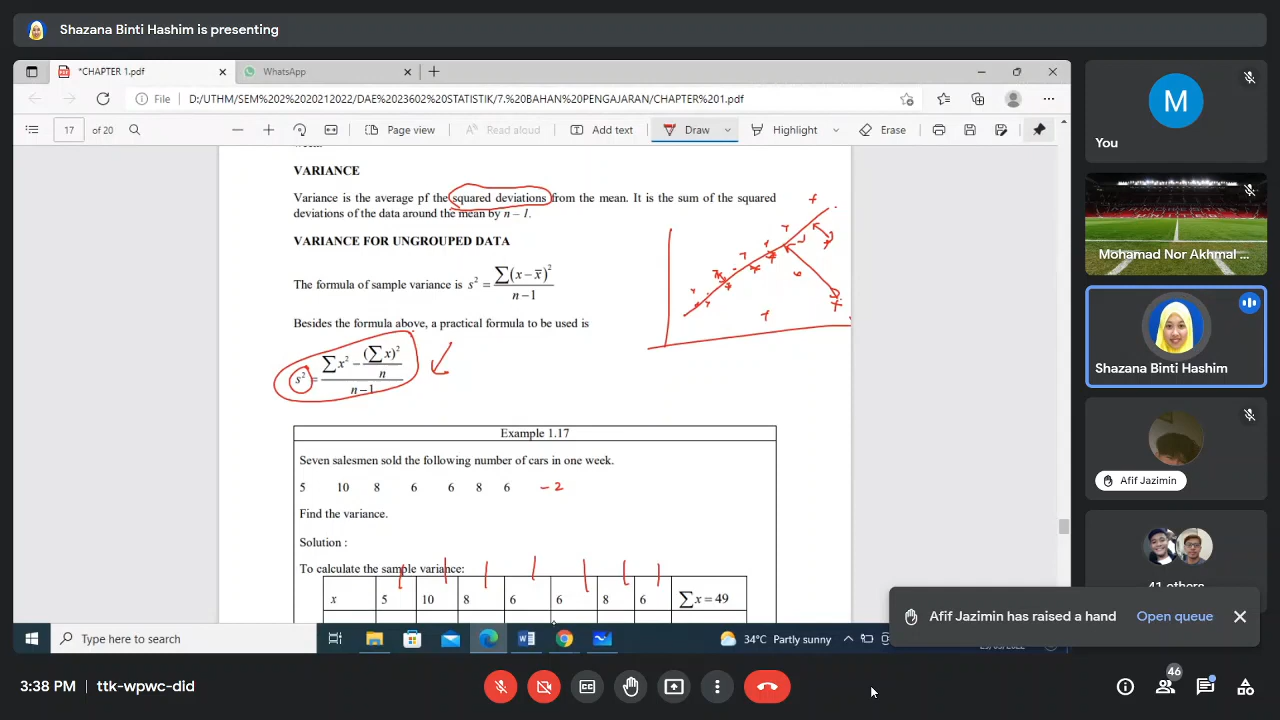 Shazana Binti Hashim is presenting
*CHAPTER 1.pdf
WhatsApp
File D:/UTHM/SEM%202%2020212022/DAE%2023602%20STATISTIK/7.%20BAHAN%20PENGAJARAN/CHAPTER%201.pdf
17 of 20 Page view Read aloud Add text Draw Highlight Erase
VARIANCE
Variance is the average pf the squared deviations from the mean. It is the sum of the squared
deviations of the data around the mean by n – 1.
VARIANCE FOR UNGROUPED DATA
The formula of sample variance is s² = ∑(x−x̅)² / n−1
Besides the formula above, a practical formula to be used is
s² = ∑x² − (∑x)²/n / n−1
Example 1.17
Seven salesmen sold the following number of cars in one week.
5 10 8 6 6 8 6 − 2
Find the variance.
Solution :
To calculate the sample variance:
x 5 10 8 6 6 8 6 ∑x = 49
M
You
Mohamad Nor Akhmal ...
Shazana Binti Hashim
Afif Jazimin
41 others
Afif Jazimin has raised a hand Open queue
Type here to search
34°C Partly sunny
3:38 PM | ttk-wpwc-did
46